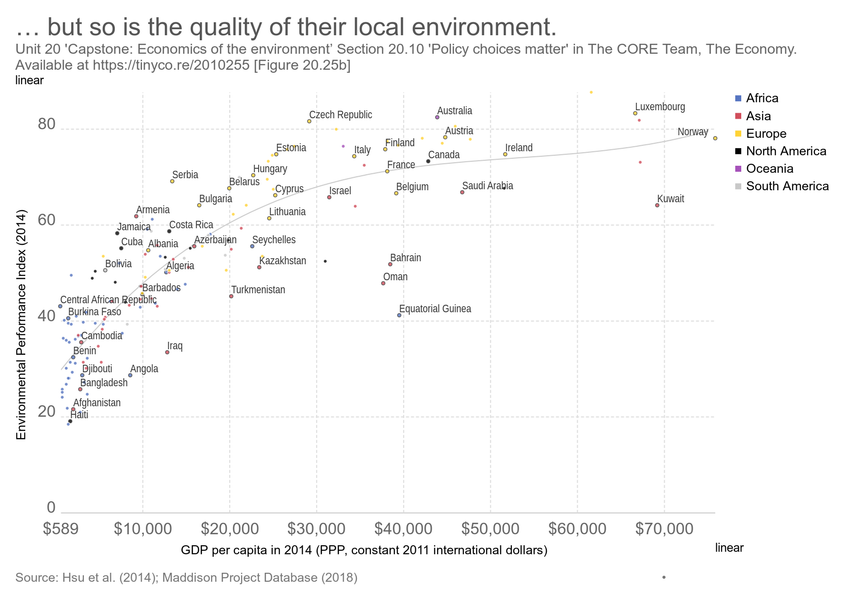 … but so is the quality of their local environment.
Unit 20 'Capstone: Economics of the environment’ Section 20.10 'Policy choices matter' in The CORE Team, The Economy.
Available at https://tinyco.re/2010255 [Figure 20.25b]
linear
Africa
Asia
Europe
North America
Oceania
South America
Environmental Performance Index (2014)
80
60
40
20
0
Luxembourg
Australia
Czech Republic
Norway
Austria
Finland
Estonia
Italy
Ireland
Canada
France
Hungary
Serbia
Belarus
Cyprus
Israel
Belgium
Saudi Arabia
Bulgaria
Kuwait
Armenia
Lithuania
Jamaica
Costa Rica
Cuba
Albania
Azerbaijan
Seychelles
Bolivia
Algeria
Kazakhstan
Bahrain
Oman
Barbados
Turkmenistan
Central African Republic
Burkina Faso
Equatorial Guinea
Cambodia
Iraq
Benin
Djibouti
Angola
Bangladesh
Afghanistan
Haiti
$589
$10,000
$20,000
$30,000
$40,000
$50,000
$60,000
$70,000
GDP per capita in 2014 (PPP, constant 2011 international dollars)
linear
Source: Hsu et al. (2014); Maddison Project Database (2018)